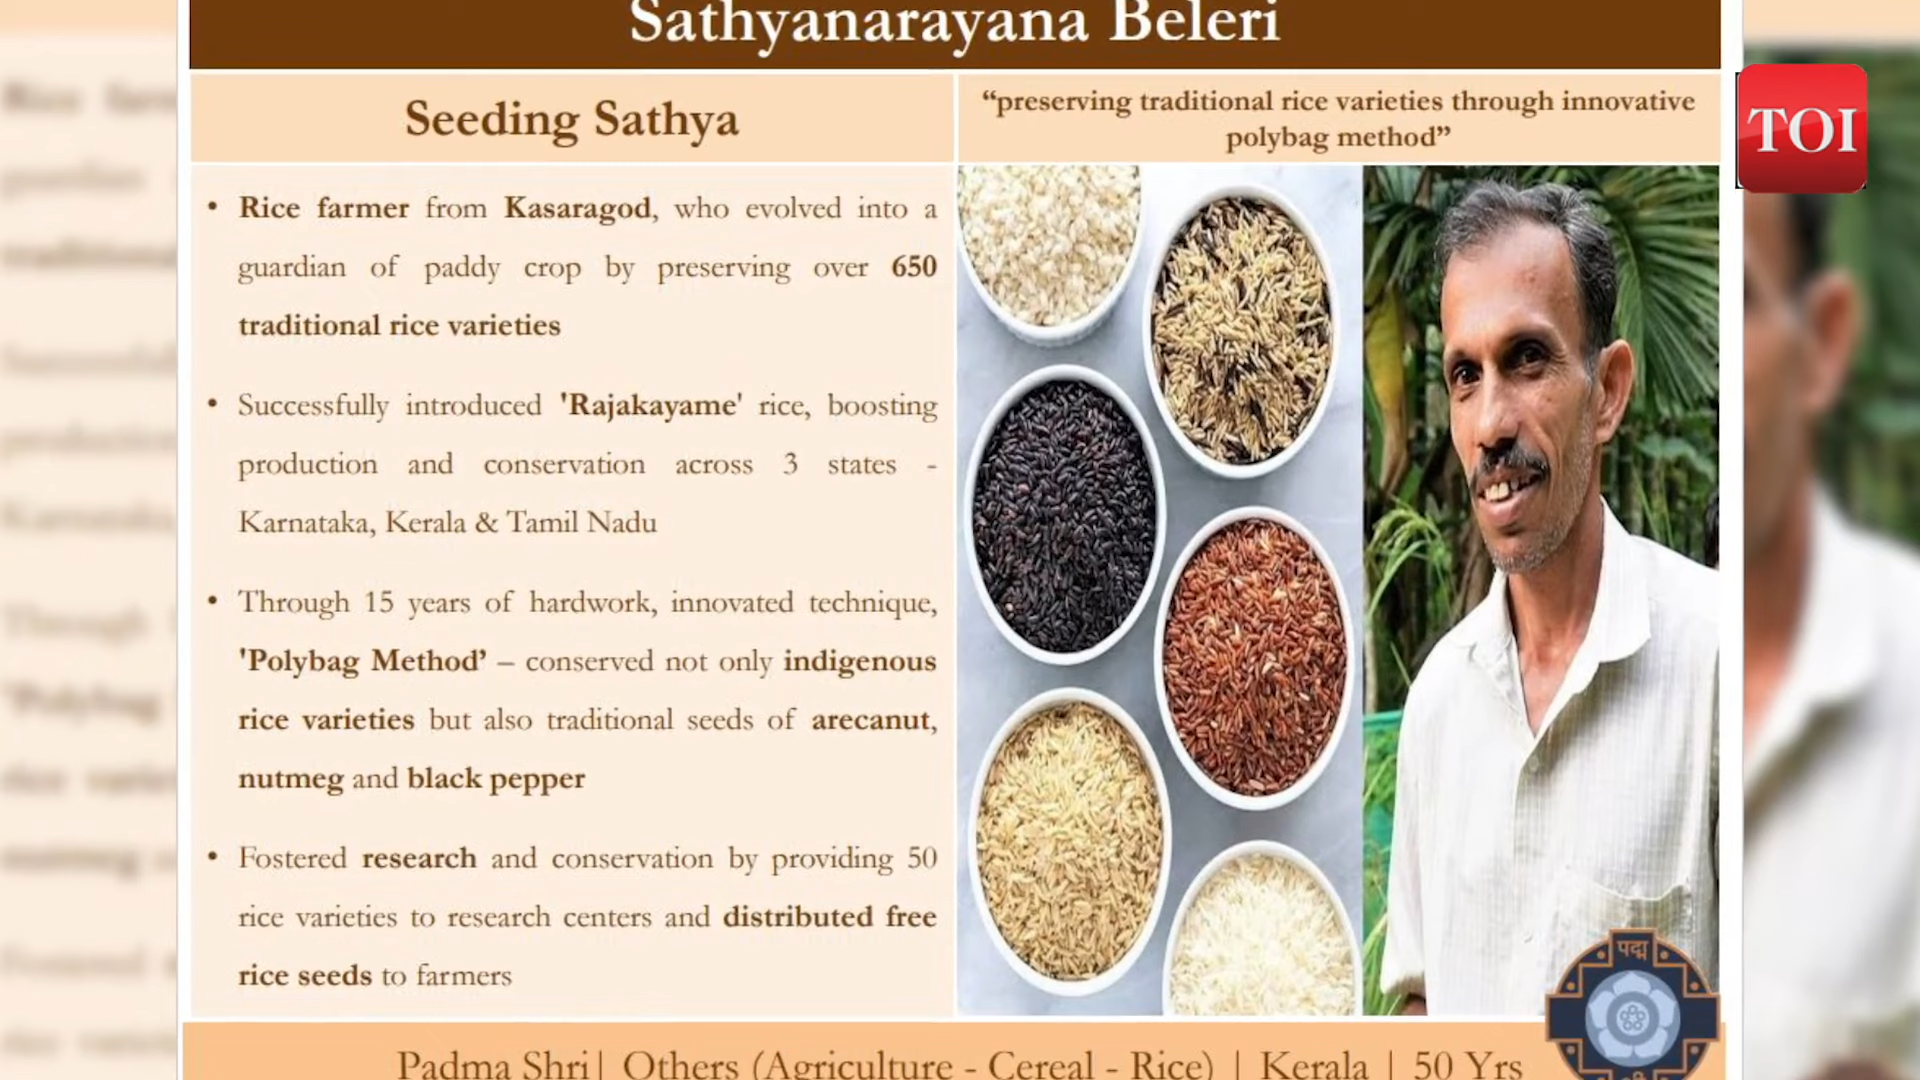 Sathyanarayana Beleri
Seeding Sathya
“preserving traditional rice varieties through innovative
polybag method”
TOI
• Rice farmer from Kasaragod, who evolved into a
guardian of paddy crop by preserving over 650
traditional rice varieties
• Successfully introduced 'Rajakayame' rice, boosting
production and conservation across 3 states -
Karnataka, Kerala & Tamil Nadu
• Through 15 years of hardwork, innovated technique,
'Polybag Method’ – conserved not only indigenous
rice varieties but also traditional seeds of arecanut,
nutmeg and black pepper
• Fostered research and conservation by providing 50
rice varieties to research centers and distributed free
rice seeds to farmers
पद्म
Padma Shri| Others (Agriculture - Cereal - Rice) | Kerala | 50 Yrs